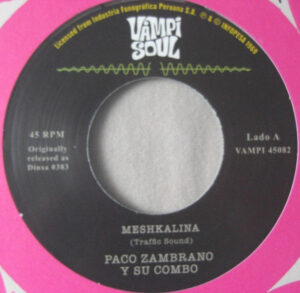 Licensed from Industria Fonográfica Peruana S.A. ℗ & © INFOPESA 1969
VAMPI
SOUL
45 RPM
Originally
released as
Dinsa 0383
Lado A
VAMPI 45082
MESHKALINA
(Traffic Sound)
PACO ZAMBRANO
Y SU COMBO